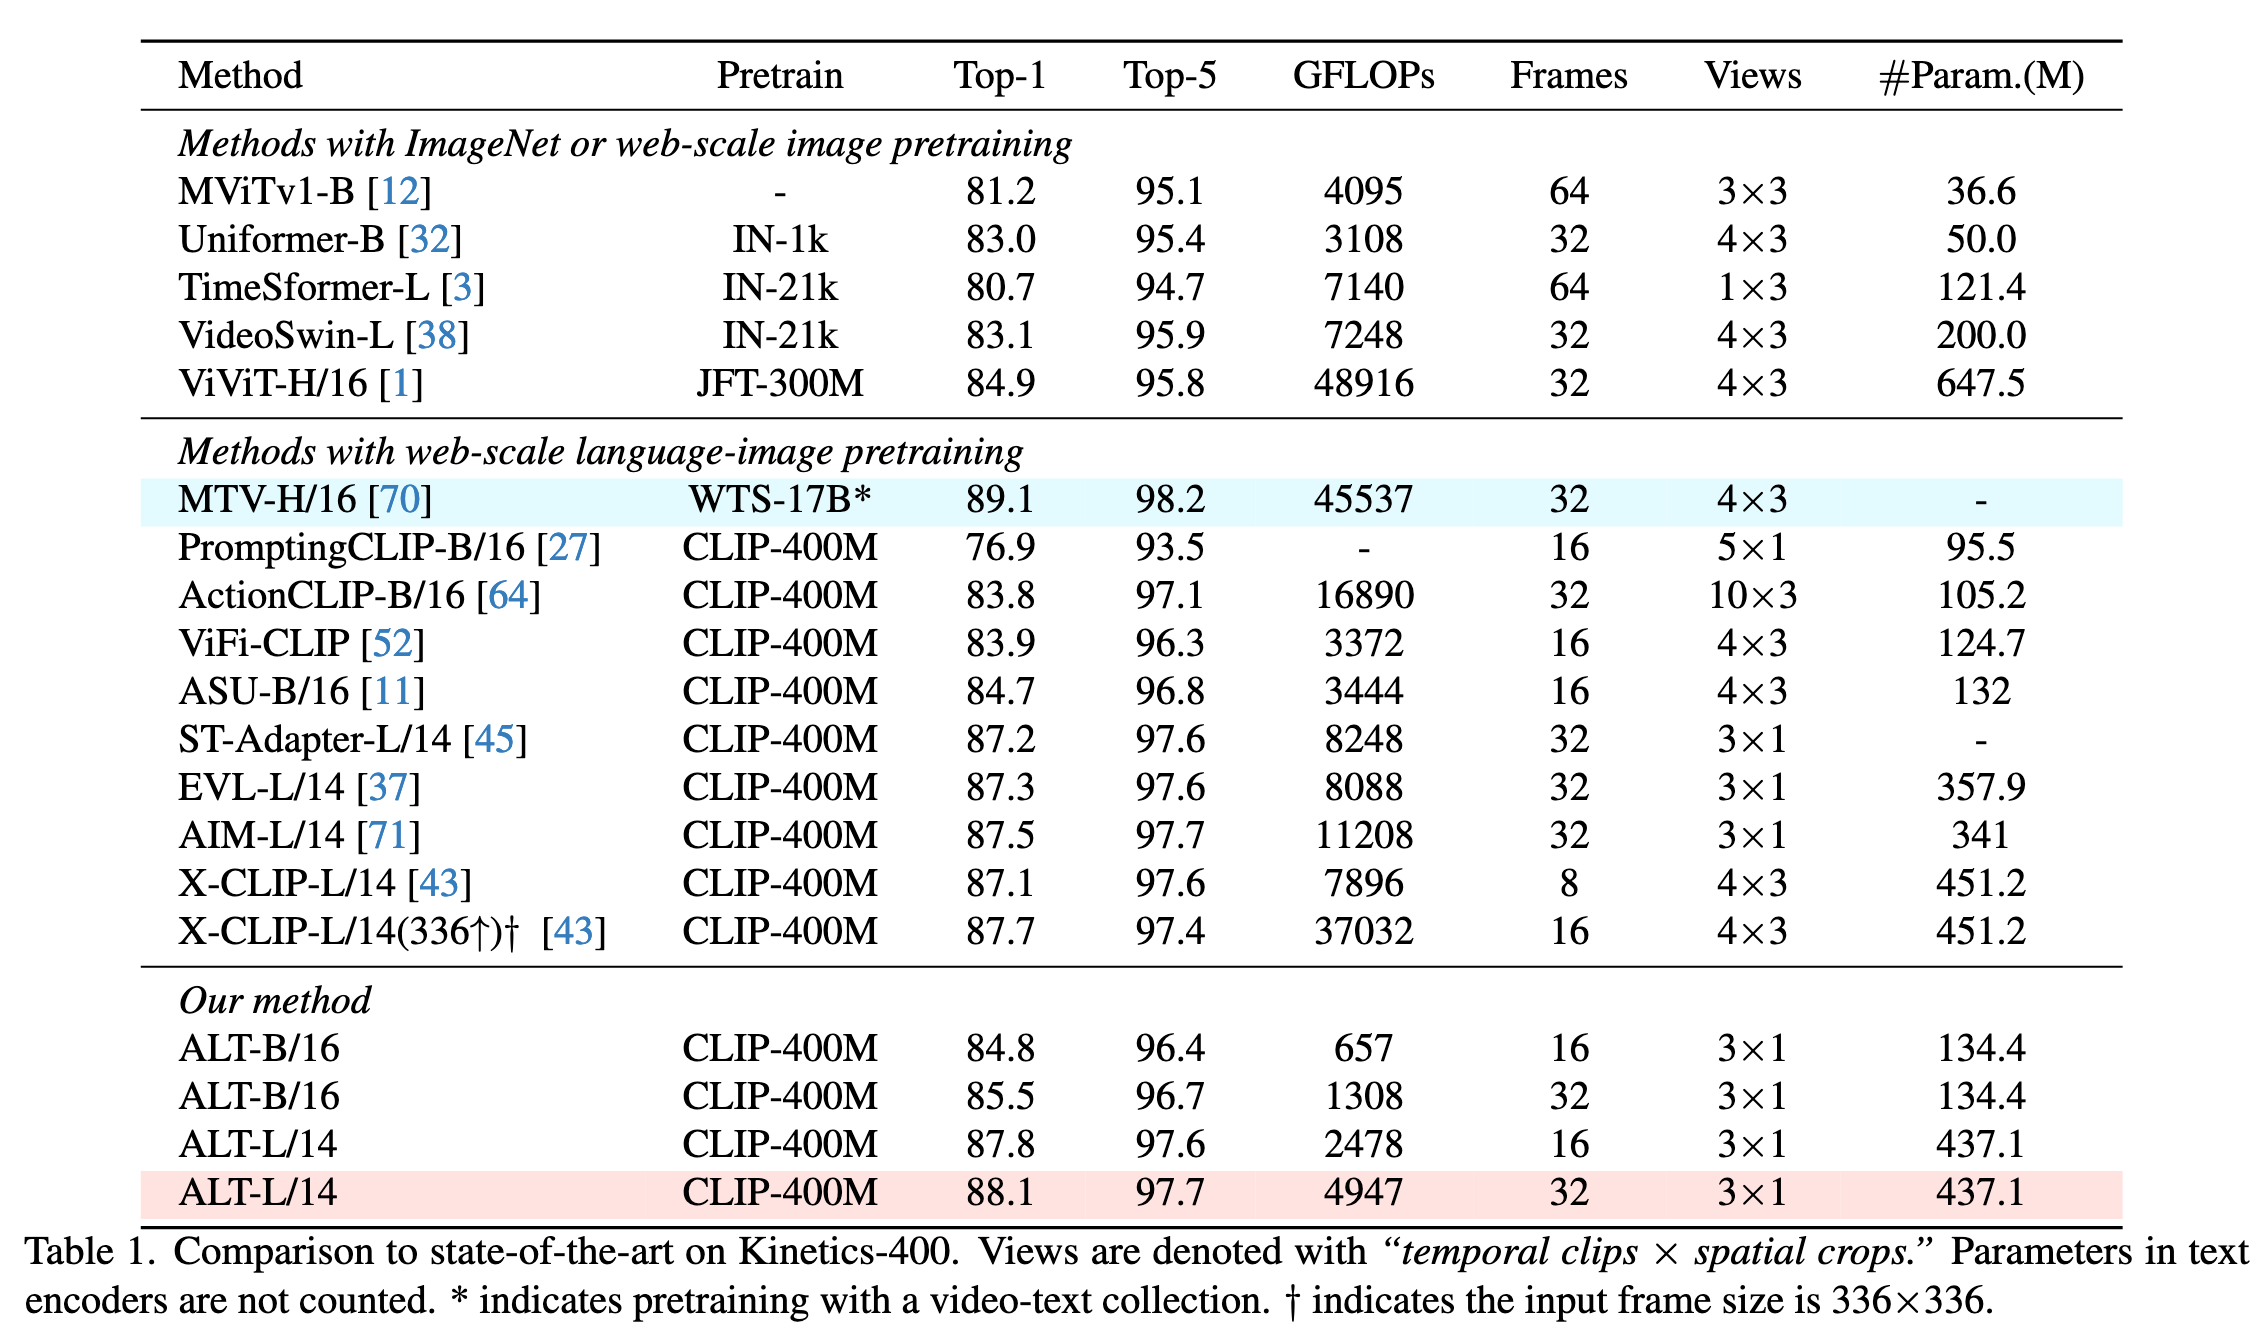 Method Pretrain Top-1 Top-5 GFLOPs Frames Views #Param.(M)
Methods with ImageNet or web-scale image pretraining
MViTv1-B [12] - 81.2 95.1 4095 64 3×3 36.6
Uniformer-B [32] IN-1k 83.0 95.4 3108 32 4×3 50.0
TimeSformer-L [3] IN-21k 80.7 94.7 7140 64 1×3 121.4
VideoSwin-L [38] IN-21k 83.1 95.9 7248 32 4×3 200.0
ViViT-H/16 [1] JFT-300M 84.9 95.8 48916 32 4×3 647.5
Methods with web-scale language-image pretraining
MTV-H/16 [70] WTS-17B* 89.1 98.2 45537 32 4×3 -
PromptingCLIP-B/16 [27] CLIP-400M 76.9 93.5 - 16 5×1 95.5
ActionCLIP-B/16 [64] CLIP-400M 83.8 97.1 16890 32 10×3 105.2
ViFi-CLIP [52] CLIP-400M 83.9 96.3 3372 16 4×3 124.7
ASU-B/16 [11] CLIP-400M 84.7 96.8 3444 16 4×3 132
ST-Adapter-L/14 [45] CLIP-400M 87.2 97.6 8248 32 3×1 -
EVL-L/14 [37] CLIP-400M 87.3 97.6 8088 32 3×1 357.9
AIM-L/14 [71] CLIP-400M 87.5 97.7 11208 32 3×1 341
X-CLIP-L/14 [43] CLIP-400M 87.1 97.6 7896 8 4×3 451.2
X-CLIP-L/14(336↑)† [43] CLIP-400M 87.7 97.4 37032 16 4×3 451.2
Our method
ALT-B/16 CLIP-400M 84.8 96.4 657 16 3×1 134.4
ALT-B/16 CLIP-400M 85.5 96.7 1308 32 3×1 134.4
ALT-L/14 CLIP-400M 87.8 97.6 2478 16 3×1 437.1
ALT-L/14 CLIP-400M 88.1 97.7 4947 32 3×1 437.1
Table 1. Comparison to state-of-the-art on Kinetics-400. Views are denoted with “temporal clips × spatial crops.” Parameters in text
encoders are not counted. * indicates pretraining with a video-text collection. † indicates the input frame size is 336×336.